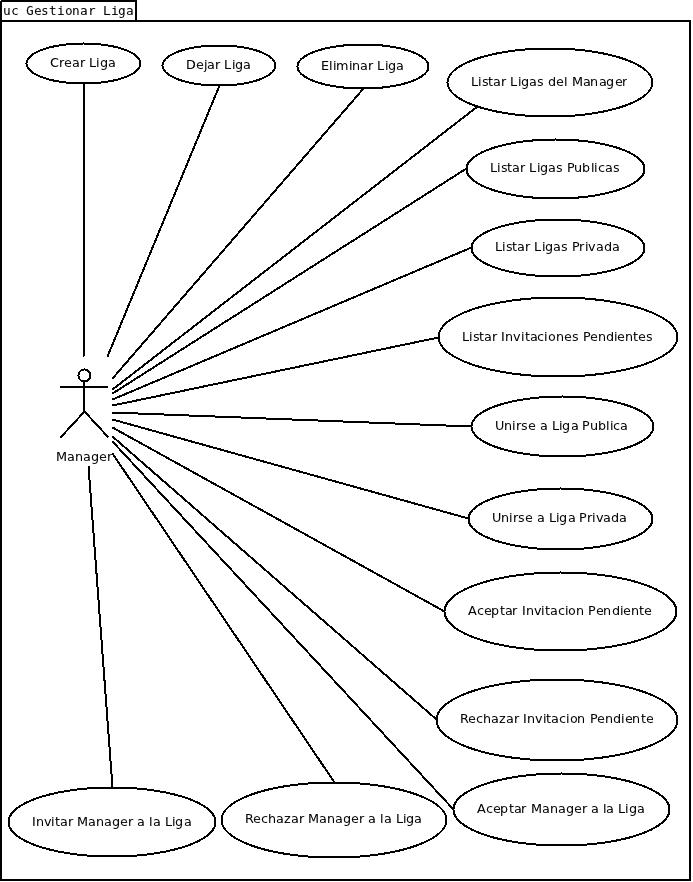 uc Gestionar Liga
Crear Liga
Dejar Liga
Eliminar Liga
Listar Ligas del Manager
Listar Ligas Publicas
Listar Ligas Privada
Listar Invitaciones Pendientes
Unirse a Liga Publica
Manager
Unirse a Liga Privada
Aceptar Invitacion Pendiente
Rechazar Invitacion Pendiente
Aceptar Manager a la Liga
Rechazar Manager a la Liga
Invitar Manager a la Liga